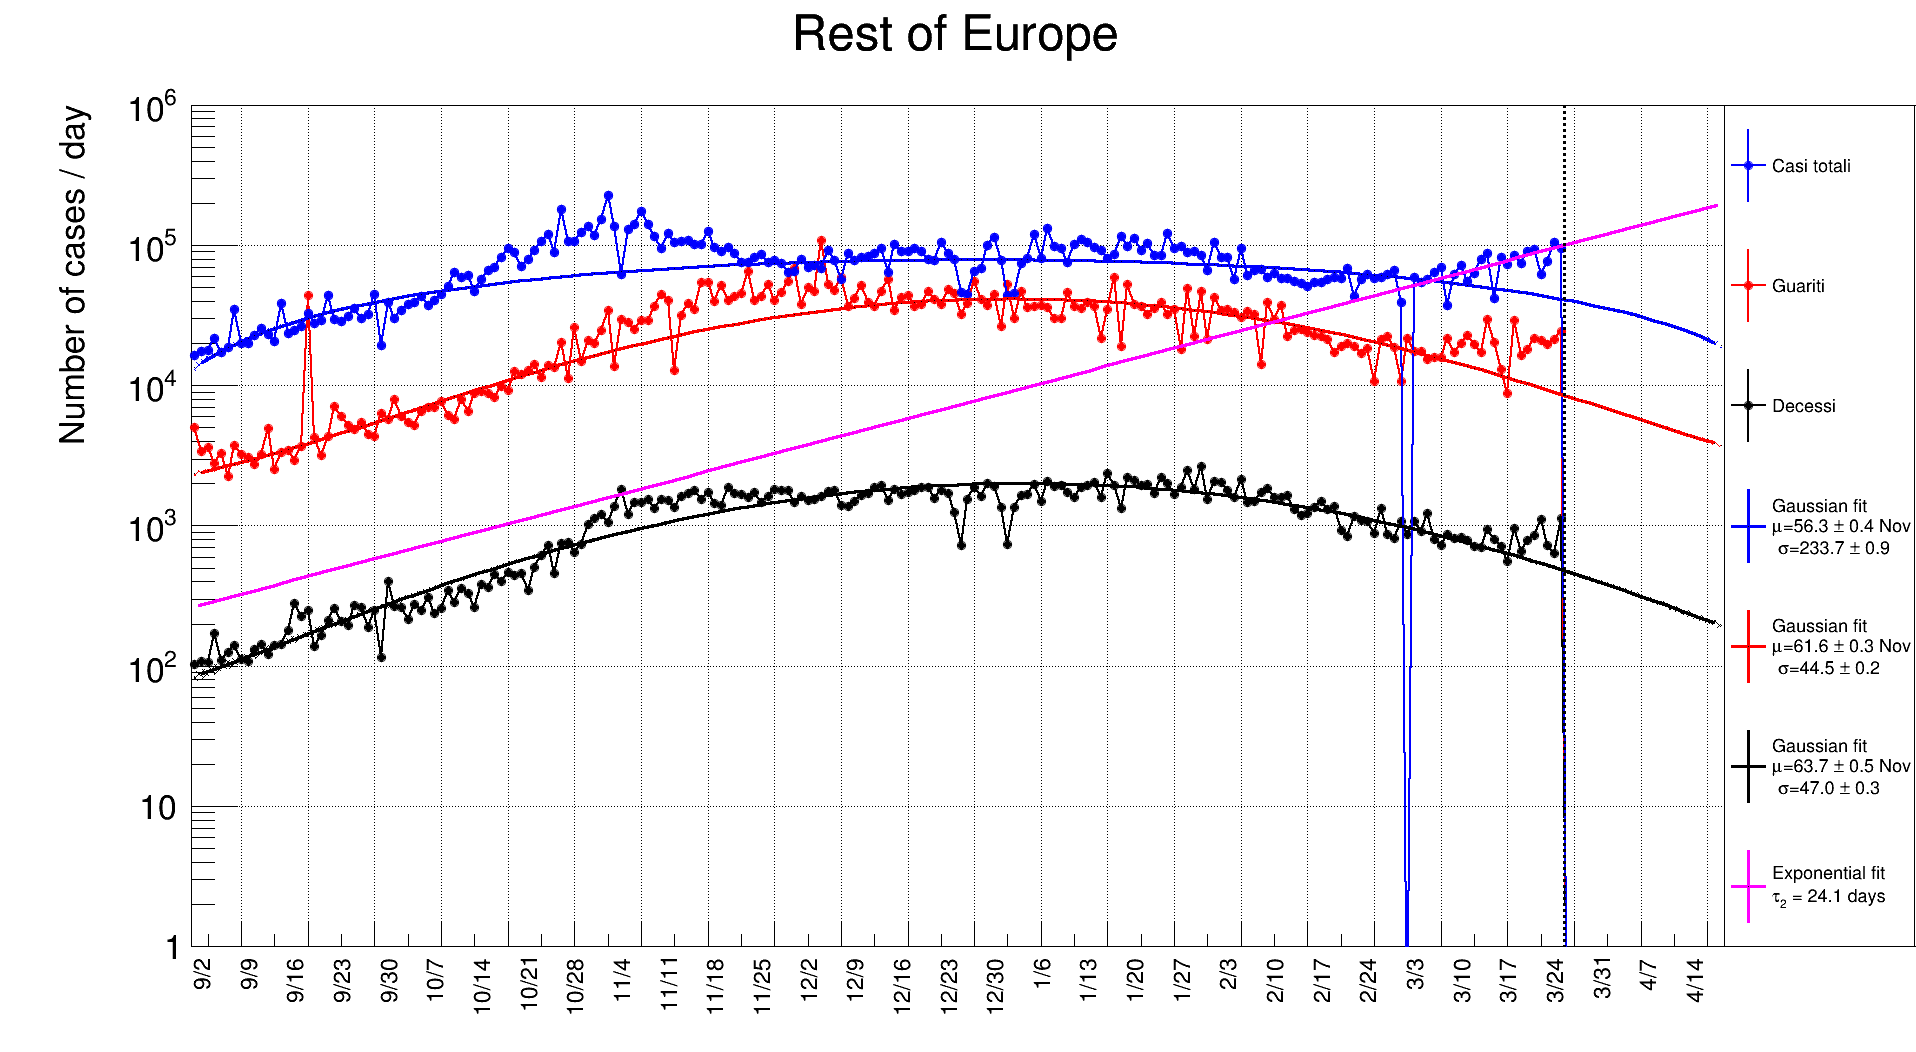 Rest of Europe
Number of cases / day
10^6
10^5
10^4
10^3
10^2
10
1
9/2
9/9
9/16
9/23
9/30
10/7
10/14
10/21
10/28
11/4
11/11
11/18
11/25
12/2
12/9
12/16
12/23
12/30
1/6
1/13
1/20
1/27
2/3
2/10
2/17
2/24
3/3
3/10
3/17
3/24
3/31
4/7
4/14
Casi totali
Guariti
Decessi
Gaussian fit
μ=56.3 ± 0.4 Nov
σ=233.7 ± 0.9
Gaussian fit
μ=61.6 ± 0.3 Nov
σ=44.5 ± 0.2
Gaussian fit
μ=63.7 ± 0.5 Nov
σ=47.0 ± 0.3
Exponential fit
τ₂ = 24.1 days